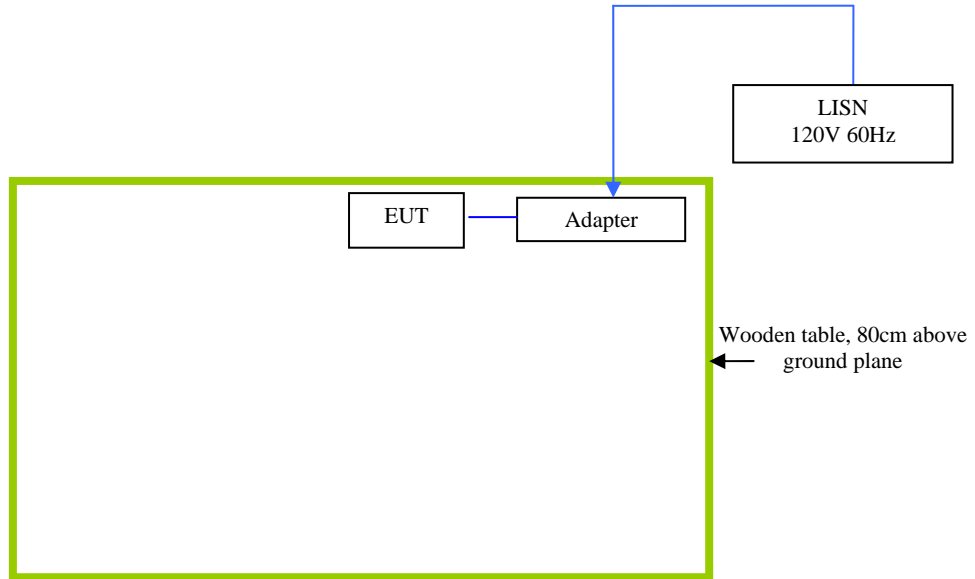 LISN
120V 60Hz
EUT
Adapter
Wooden table, 80cm above
ground plane